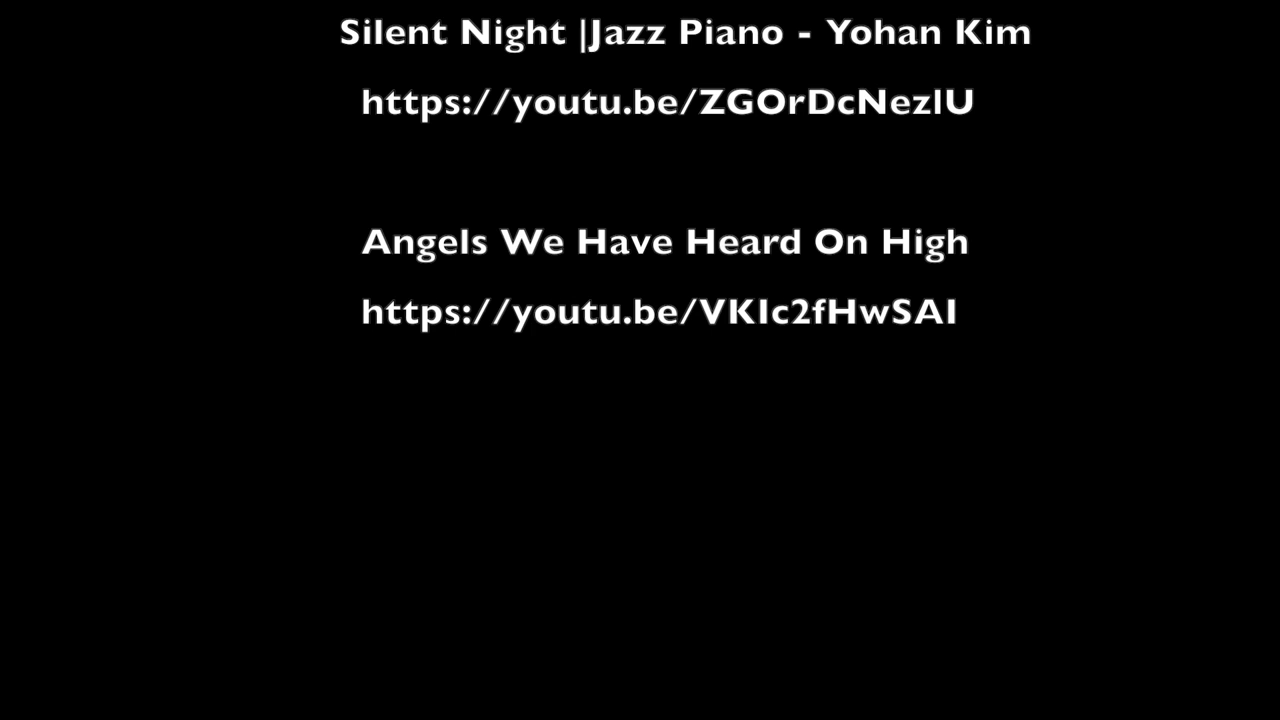 Silent Night |Jazz Piano - Yohan Kim
https://youtu.be/ZGOrDcNezlU
Angels We Have Heard On High
https://youtu.be/VKIc2fHwSAI